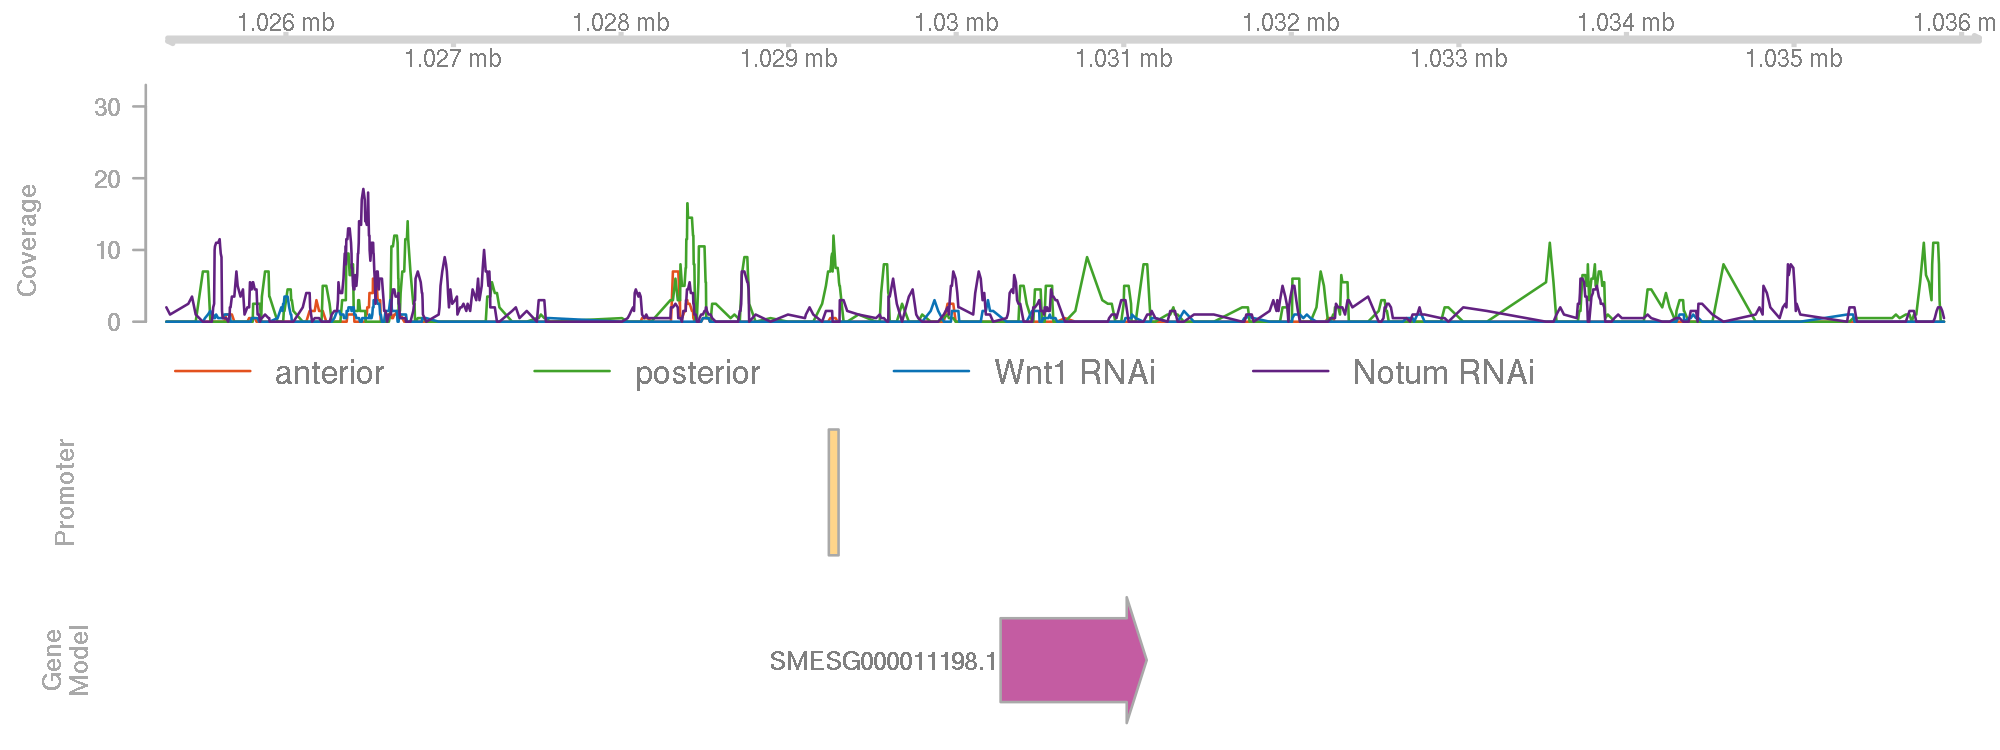 1.026 mb 1.028 mb 1.03 mb 1.032 mb 1.034 mb 1.036 m
1.027 mb 1.029 mb 1.031 mb 1.033 mb 1.035 mb
Coverage
30
20
10
0
anterior posterior Wnt1 RNAi Notum RNAi
Promoter
Gene
Model
SMESG000011198.1